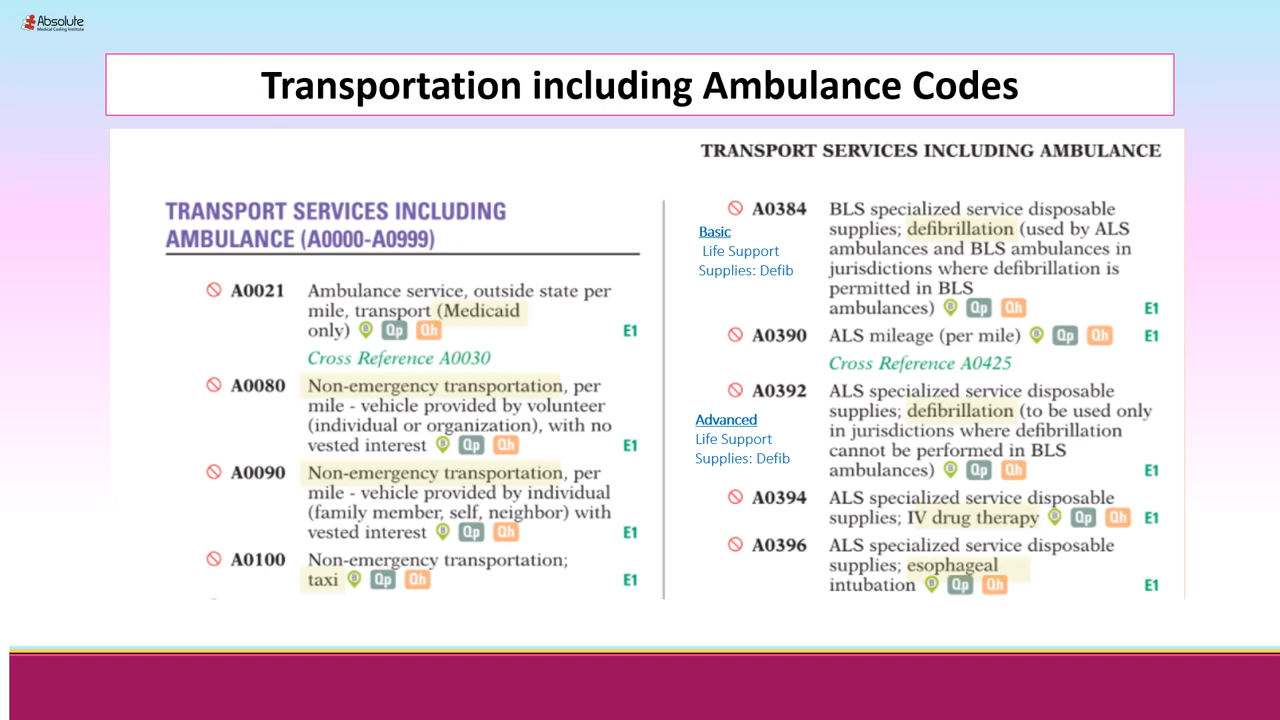 Absolute
Medical Coding Institute
Transportation including Ambulance Codes
TRANSPORT SERVICES INCLUDING
AMBULANCE (A0000-A0999)
A0021 Ambulance service, outside state per
mile, transport (Medicaid
only) B Qp Qh E1
Cross Reference A0030
A0080 Non-emergency transportation, per
mile - vehicle provided by volunteer
(individual or organization), with no
vested interest B Qp Qh E1
A0090 Non-emergency transportation, per
mile - vehicle provided by individual
(family member, self, neighbor) with
vested interest B Qp Qh E1
A0100 Non-emergency transportation;
taxi B Qp Qh E1
TRANSPORT SERVICES INCLUDING AMBULANCE
A0384 BLS specialized service disposable
supplies; defibrillation (used by ALS
ambulances and BLS ambulances in
jurisdictions where defibrillation is
permitted in BLS
ambulances) B Qp Qh E1
Basic
Life Support
Supplies: Defib
A0390 ALS mileage (per mile) B Qp Qh E1
Cross Reference A0425
A0392 ALS specialized service disposable
supplies; defibrillation (to be used only
in jurisdictions where defibrillation
cannot be performed in BLS
ambulances) B Qp Qh E1
Advanced
Life Support
Supplies: Defib
A0394 ALS specialized service disposable
supplies; IV drug therapy B Qp Qh E1
A0396 ALS specialized service disposable
supplies; esophageal
intubation B Qp Qh E1